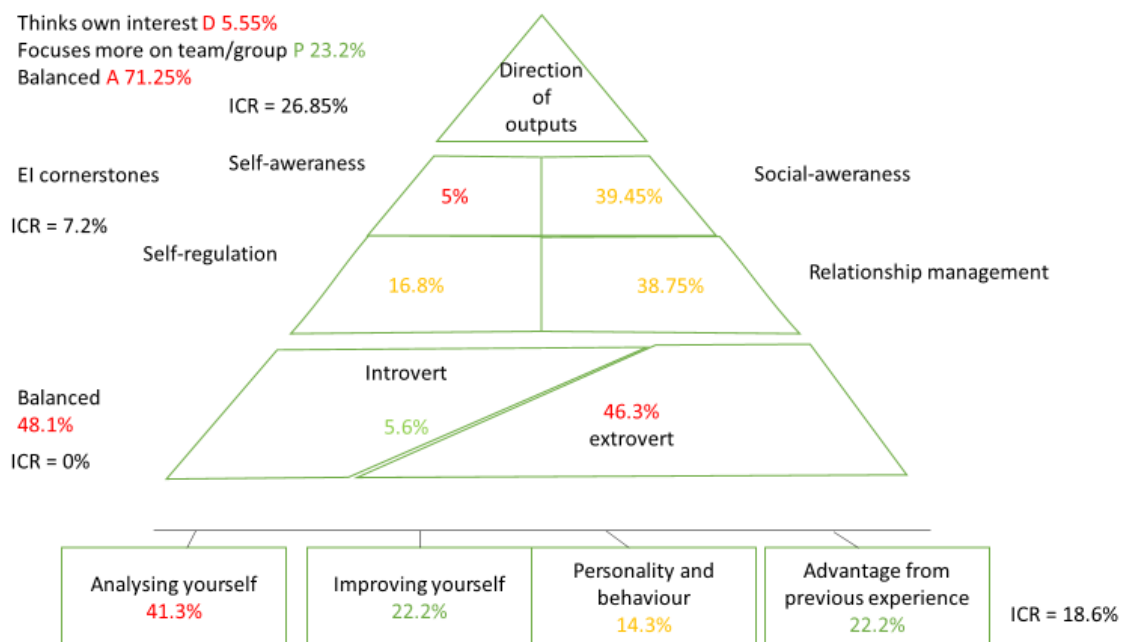 Thinks own interest D 5.55%
Focuses more on team/group P 23.2%
Balanced A 71.25%
ICR = 26.85%
Direction
of
outputs
EI cornerstones
ICR = 7.2%
Self-aweraness
5%
39.45%
Social-aweraness
Self-regulation
16.8%
38.75%
Relationship management
Balanced
48.1%
ICR = 0%
Introvert
5.6%
46.3%
extrovert
Analysing yourself
41.3%
Improving yourself
22.2%
Personality and
behaviour
14.3%
Advantage from
previous experience
22.2%
ICR = 18.6%